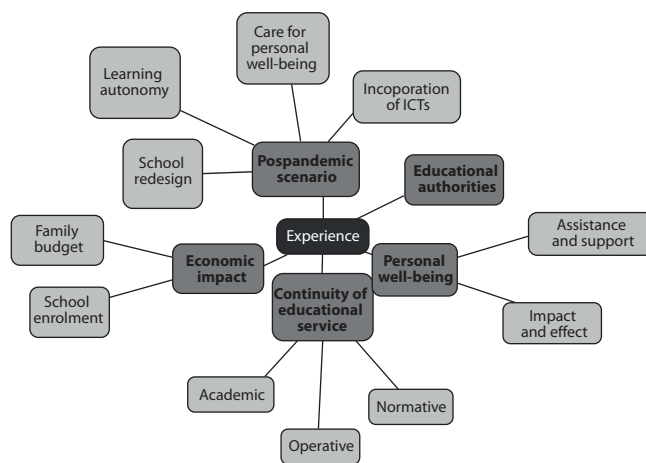 Care for
personal
well-being
Learning
autonomy
Incoporation
of ICTs
School
redesign
Pospandemic
scenario
Educational
authorities
Experience
Family
budget
Economic
impact
Personal
well-being
Assistance
and support
School
enrolment
Continuity of
educational
service
Impact
and effect
Academic
Operative
Normative